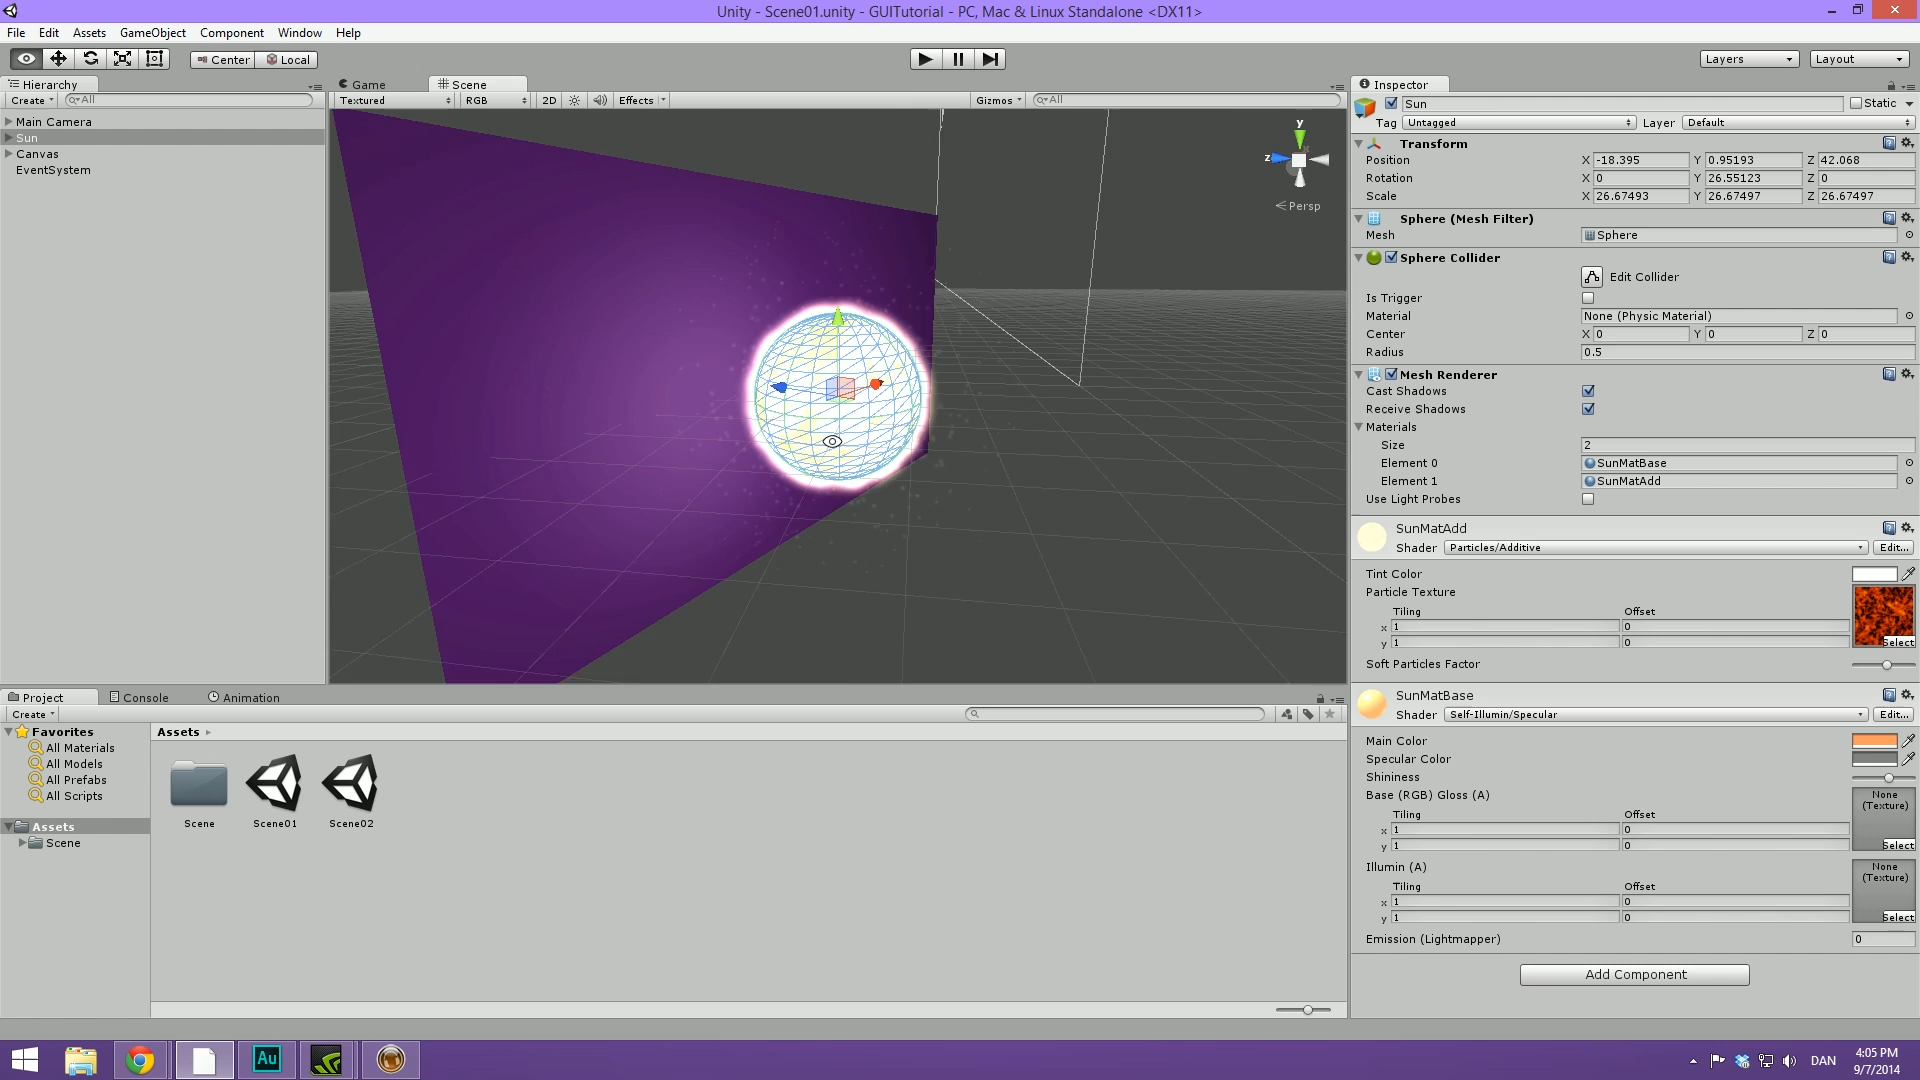 Unity - Scene01.unity - GUITutorial - PC, Mac & Linux Standalone <DX11>
File Edit Assets GameObject Component Window Help
Center Local Layers Layout
Hierarchy
Create All
Main Camera
Sun
Canvas
EventSystem
Game Scene
Textured RGB 2D Effects Gizmos All
y
x
z
Persp
Inspector
Sun Static
Tag Untagged Layer Default
Transform
Position X -18.395 Y 0.95193 Z 42.068
Rotation X 0 Y 26.55123 Z 0
Scale X 26.67493 Y 26.67497 Z 26.67497
Sphere (Mesh Filter)
Mesh Sphere
Sphere Collider
Edit Collider
Is Trigger
Material None (Physic Material)
Center X 0 Y 0 Z 0
Radius 0.5
Mesh Renderer
Cast Shadows
Receive Shadows
Materials
Size 2
Element 0 SunMatBase
Element 1 SunMatAdd
Use Light Probes
SunMatAdd
Shader Particles/Additive Edit...
Tint Color
Particle Texture
Tiling Offset
x 1 0
y 1 0
Select
Soft Particles Factor
SunMatBase
Shader Self-Illumin/Specular Edit...
Main Color
Specular Color
Shininess
Base (RGB) Gloss (A) None (Texture)
Tiling Offset
x 1 0
y 1 0
Select
Illumin (A) None (Texture)
Tiling Offset
x 1 0
y 1 0
Select
Emission (Lightmapper) 0
Add Component
Project Console Animation
Create
Favorites
All Materials
All Models
All Prefabs
All Scripts
Assets
Scene
Assets
Scene Scene01 Scene02
Au
DAN
4:05 PM
9/7/2014